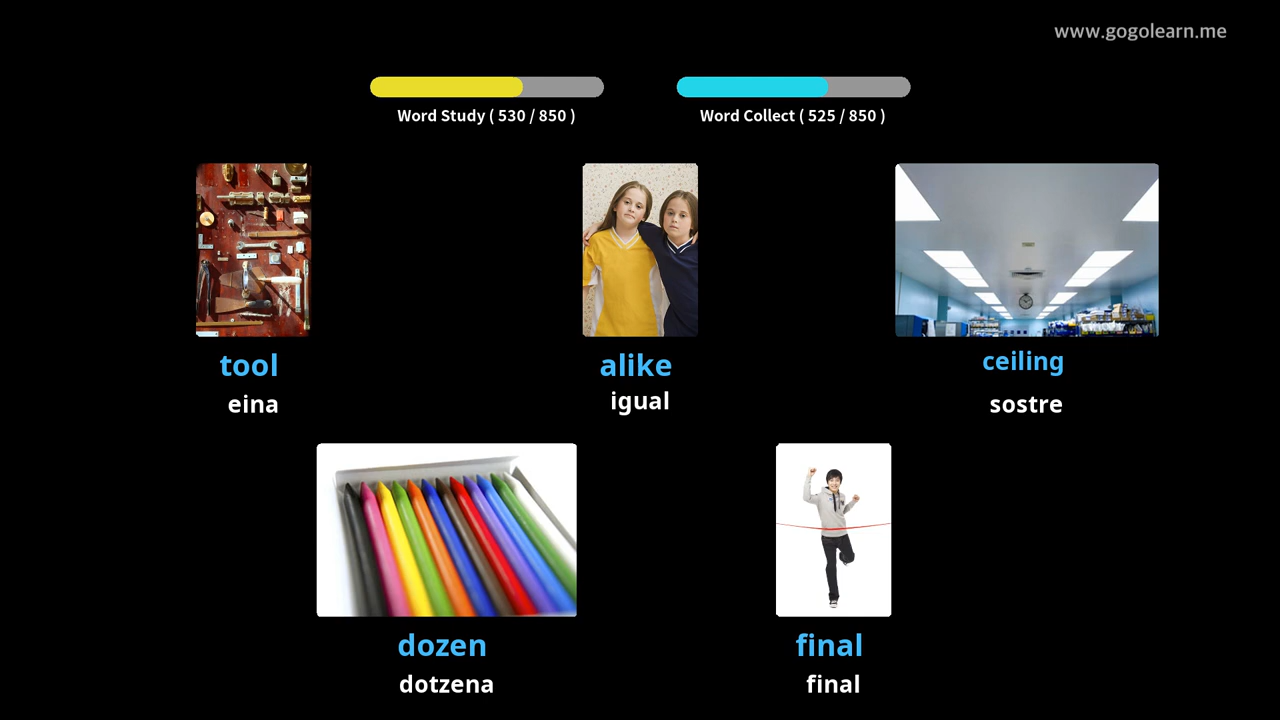 www.gogolearn.me
Word Study ( 530 / 850 )
Word Collect ( 525 / 850 )
tool
eina
alike
igual
ceiling
sostre
dozen
dotzena
final
final